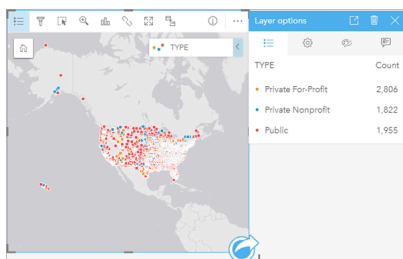 TYPE
Layer options
TYPE Count
Private For-Profit 2,806
Private Nonprofit 1,822
Public 1,955